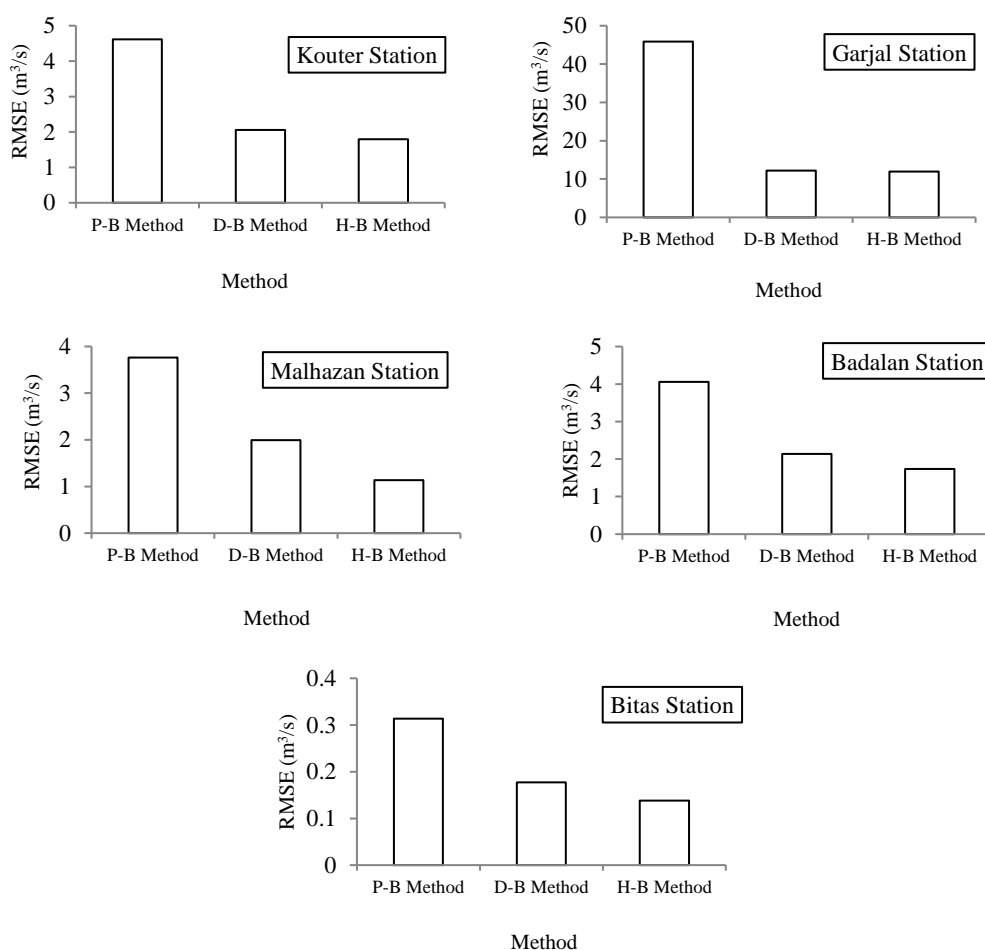 Kouter Station
RMSE (m³/s)
5
4
3
2
1
0
P-B Method D-B Method H-B Method
Method
Garjal Station
RMSE (m³/s)
50
40
30
20
10
0
P-B Method D-B Method H-B Method
Method
Malhazan Station
RMSE (m³/s)
4
3
2
1
0
P-B Method D-B Method H-B Method
Method
Badalan Station
RMSE (m³/s)
5
4
3
2
1
0
P-B Method D-B Method H-B Method
Method
Bitas Station
RMSE (m³/s)
0.4
0.3
0.2
0.1
0
P-B Method D-B Method H-B Method
Method